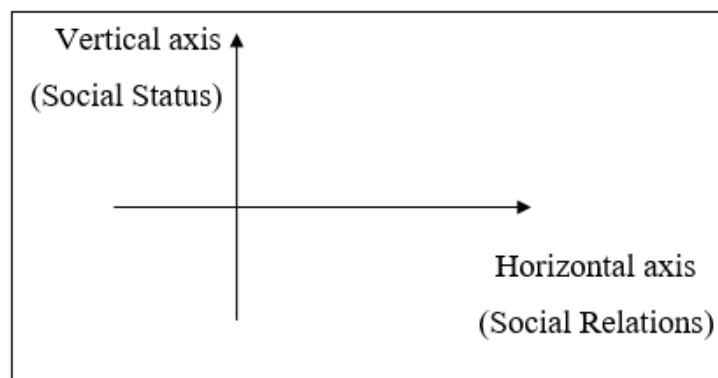 Vertical axis
(Social Status)
Horizontal axis
(Social Relations)